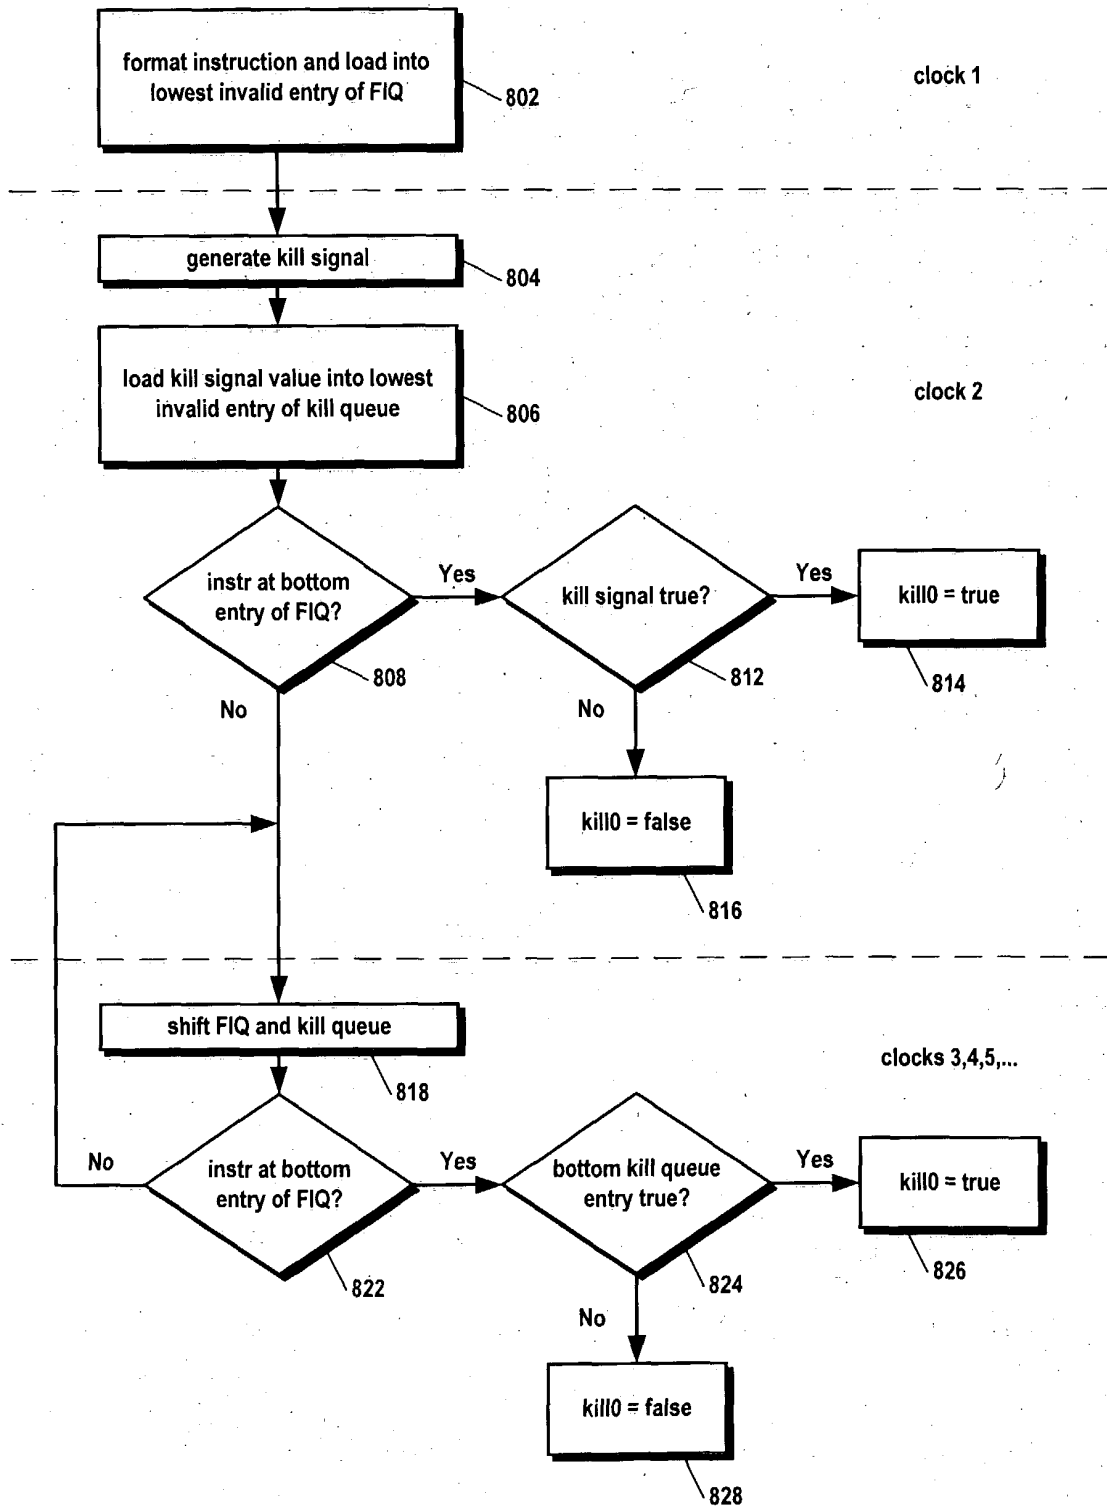 format instruction and load into
lowest invalid entry of FIQ
802
clock 1
generate kill signal
804
load kill signal value into lowest
invalid entry of kill queue
806
clock 2
instr at bottom
entry of FIQ?
808
Yes
kill signal true?
812
Yes
kill0 = true
814
No
No
kill0 = false
816
shift FIQ and kill queue
818
clocks 3,4,5,...
instr at bottom
entry of FIQ?
822
No
Yes
bottom kill queue
entry true?
824
Yes
kill0 = true
826
No
kill0 = false
828